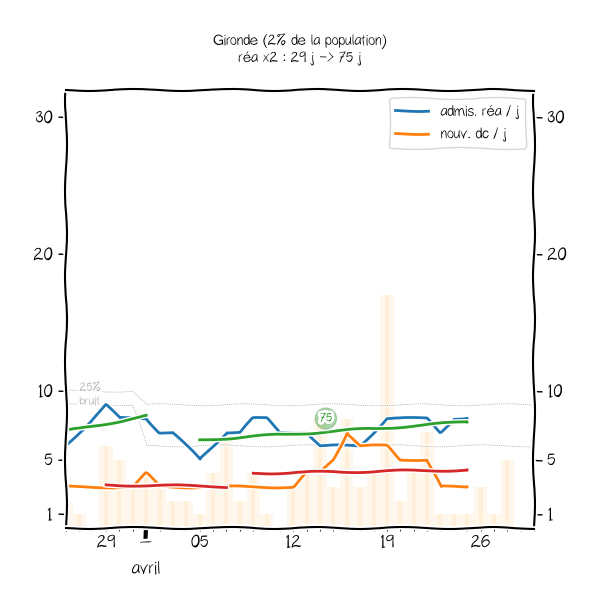 Gironde (2% de la population)
réa x2 : 29 j -> 75 j
admis. réa / j
nouv. dc / j
30
30
20
20
25%
10
10
bruit
75
5
5
1
1
29
05
12
19
26
avril